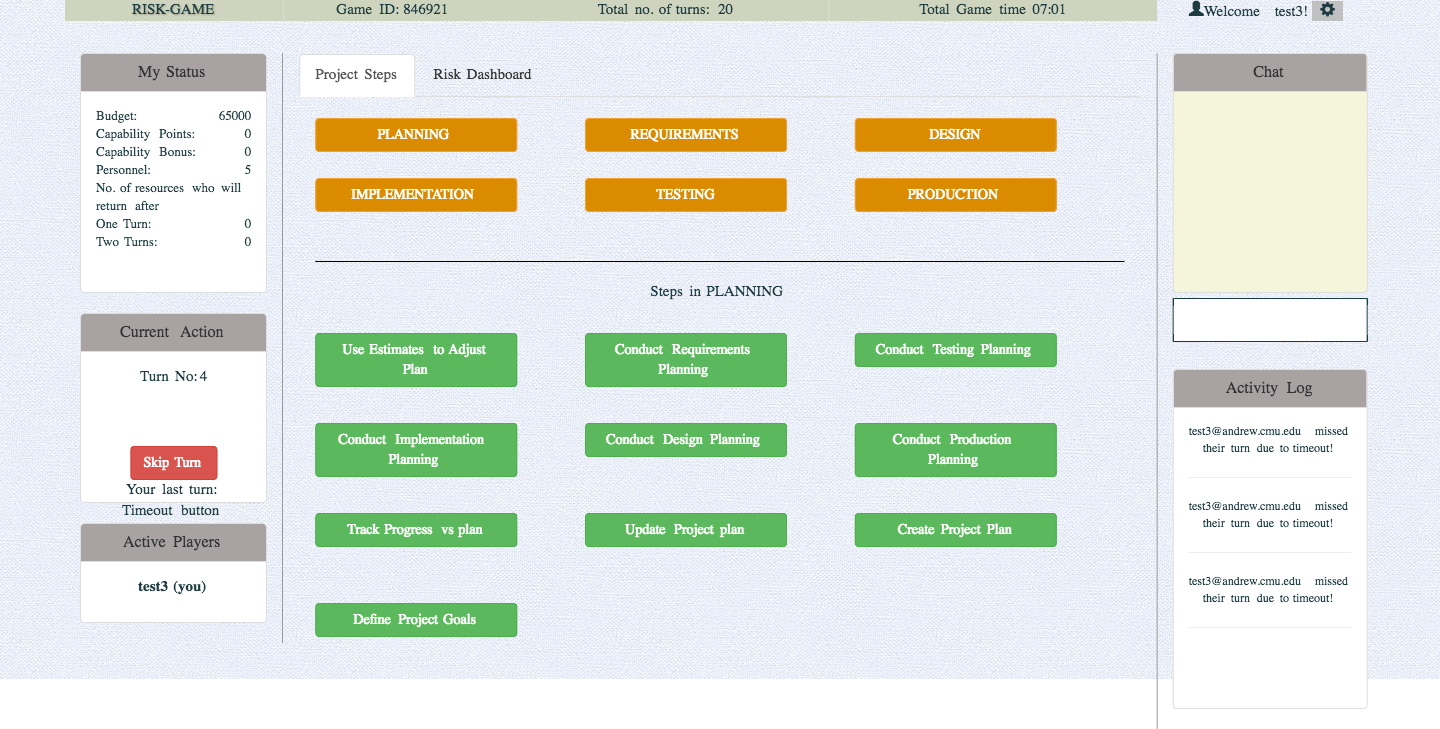 RISK-GAME
Game ID: 846921
Total no. of turns: 20
Total Game time 07:01
Welcome test3!
My Status
Budget: 65000
Capability Points: 0
Capability Bonus: 0
Personnel: 5
No. of resources who will
return after
One Turn: 0
Two Turns: 0
Current Action
Turn No: 4
Skip Turn
Your last turn:
Timeout button
Active Players
test3 (you)
Project Steps
Risk Dashboard
PLANNING
REQUIREMENTS
DESIGN
IMPLEMENTATION
TESTING
PRODUCTION
Steps in PLANNING
Use Estimates to Adjust
Plan
Conduct Requirements
Planning
Conduct Testing Planning
Conduct Implementation
Planning
Conduct Design Planning
Conduct Production
Planning
Track Progress vs plan
Update Project plan
Create Project Plan
Define Project Goals
Chat
Activity Log
test3@andrew.cmu.edu missed
their turn due to timeout!
test3@andrew.cmu.edu missed
their turn due to timeout!
test3@andrew.cmu.edu missed
their turn due to timeout!